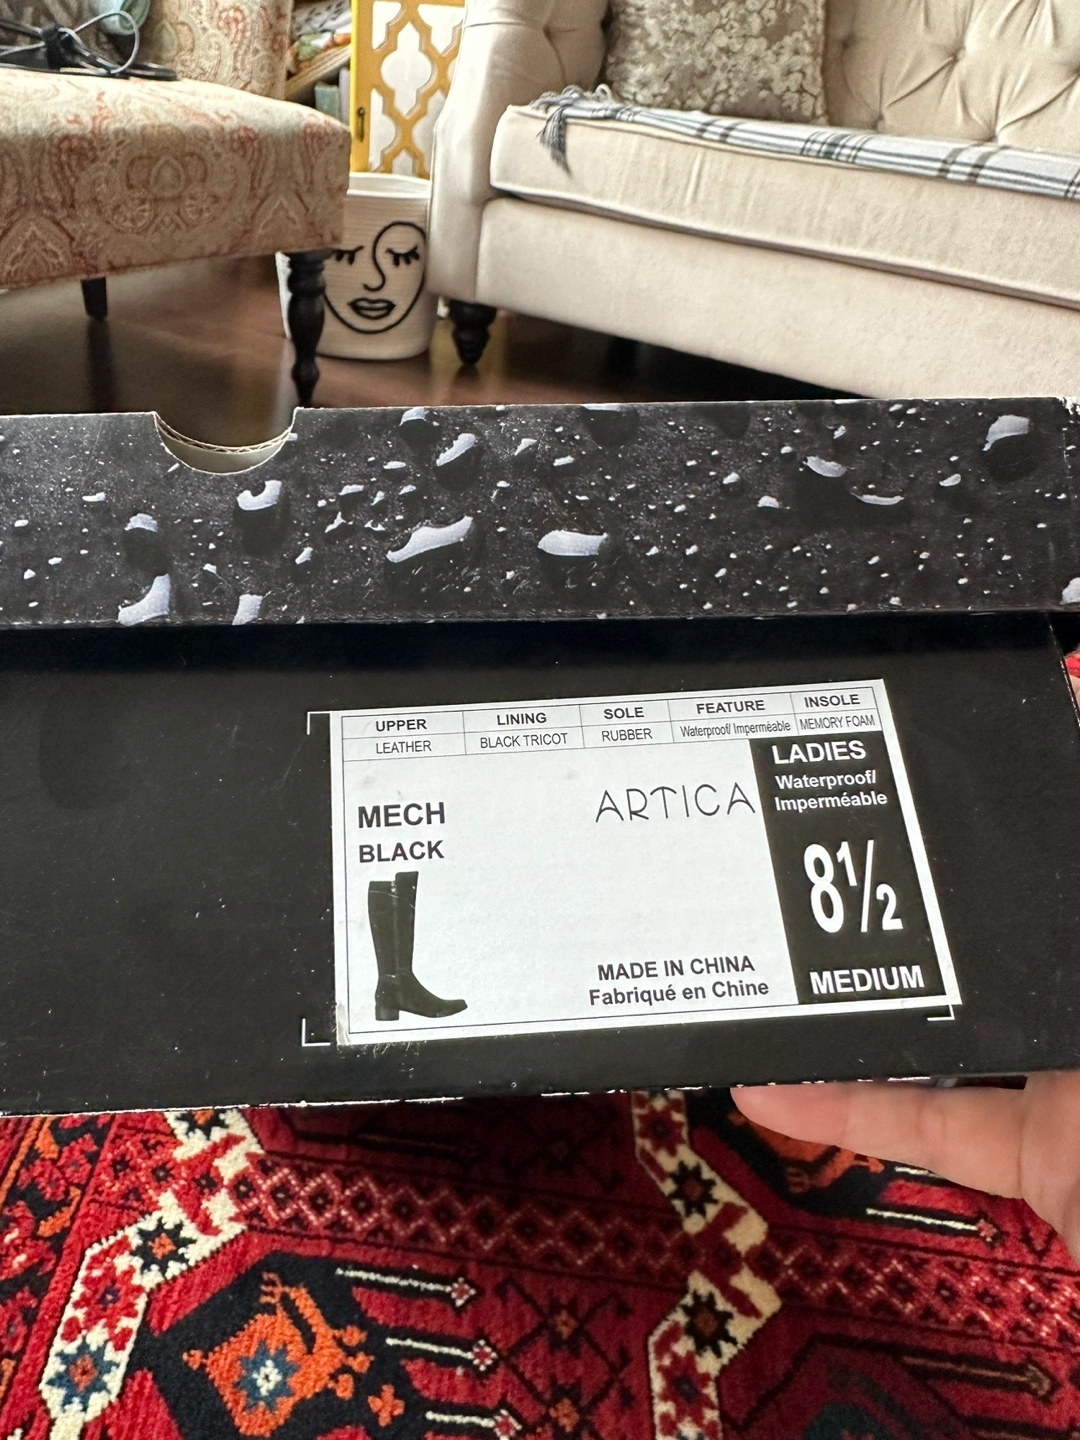 UPPER LINING SOLE FEATURE INSOLE
LEATHER BLACK TRICOT RUBBER Waterproof/ Imperméable MEMORY FOAM
MECH
BLACK
ARTICA
LADIES
Waterproof/
Imperméable
8½
MEDIUM
MADE IN CHINA
Fabriqué en Chine